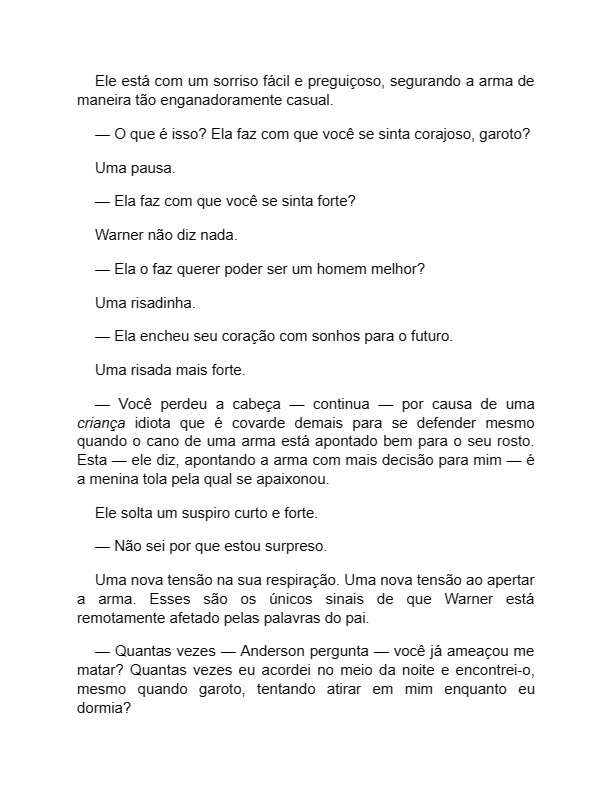 Ele está com um sorriso fácil e preguiçoso, segurando a arma de
maneira tão enganadoramente casual.
— O que é isso? Ela faz com que você se sinta corajoso, garoto?
Uma pausa.
— Ela faz com que você se sinta forte?
Warner não diz nada.
— Ela o faz querer poder ser um homem melhor?
Uma risadinha.
— Ela encheu seu coração com sonhos para o futuro.
Uma risada mais forte.
— Você perdeu a cabeça — continua — por causa de uma
criança idiota que é covarde demais para se defender mesmo
quando o cano de uma arma está apontado bem para o seu rosto.
Esta — ele diz, apontando a arma com mais decisão para mim — é
a menina tola pela qual se apaixonou.
Ele solta um suspiro curto e forte.
— Não sei por que estou surpreso.
Uma nova tensão na sua respiração. Uma nova tensão ao apertar
a arma. Esses são os únicos sinais de que Warner está
remotamente afetado pelas palavras do pai.
— Quantas vezes — Anderson pergunta — você já ameaçou me
matar? Quantas vezes eu acordei no meio da noite e encontrei-o,
mesmo quando garoto, tentando atirar em mim enquanto eu
dormia?